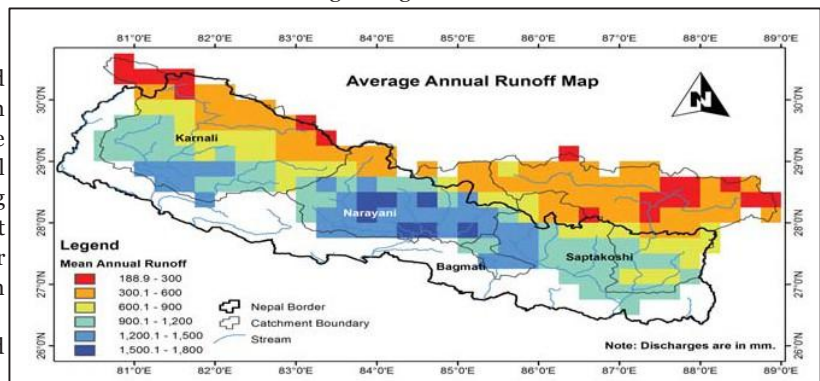 81°0'E 82°0'E 83°0'E 84°0'E 85°0'E 86°0'E 87°0'E 88°0'E 89°0'E
Average Annual Runoff Map
N
30°0'N 30°0'N
Karnali
29°0'N 29°0'N
Narayani
28°0'N 28°0'N
Legend
Mean Annual Runoff
Bagmati
Saptakoshi
188.9 - 300
300.1 - 600
600.1 - 900
900.1 - 1,200
1,200.1 - 1,500
1,500.1 - 1,800
Nepal Border
Catchment Boundary
Stream
27°0'N 27°0'N
26°0'N 26°0'N
Note: Discharges are in mm.
81°0'E 82°0'E 83°0'E 84°0'E 85°0'E 86°0'E 87°0'E 88°0'E 89°0'E